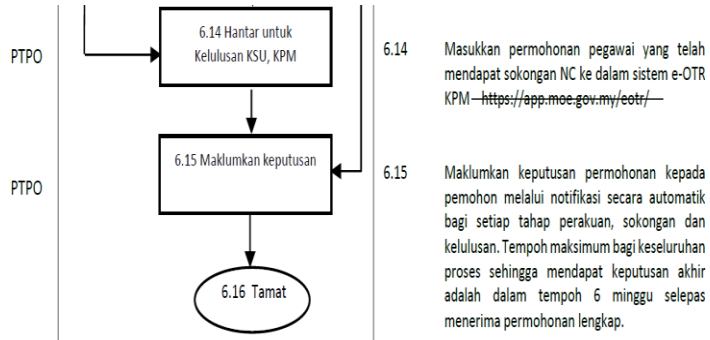 PTPO
6.14 Hantar untuk
Kelulusan KSU, KPM
6.14 Masukkan permohonan pegawai yang telah
mendapat sokongan NC ke dalam sistem e-OTR
KPM https://app.moe.gov.my/eotr/
PTPO
6.15 Maklumkan keputusan
6.15 Maklumkan keputusan permohonan kepada
pemohon melalui notifikasi secara automatik
bagi setiap tahap perakuan, sokongan dan
kelulusan. Tempoh maksimum bagi keseluruhan
proses sehingga mendapat keputusan akhir
adalah dalam tempoh 6 minggu selepas
menerima permohonan lengkap.
6.16 Tamat